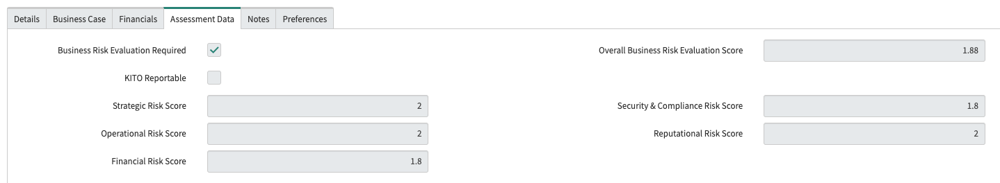 Details Business Case Financials Assessment Data Notes Preferences
Business Risk Evaluation Required
Overall Business Risk Evaluation Score 1.88
KITO Reportable
Strategic Risk Score 2
Security & Compliance Risk Score 1.8
Operational Risk Score 2
Reputational Risk Score 2
Financial Risk Score 1.8